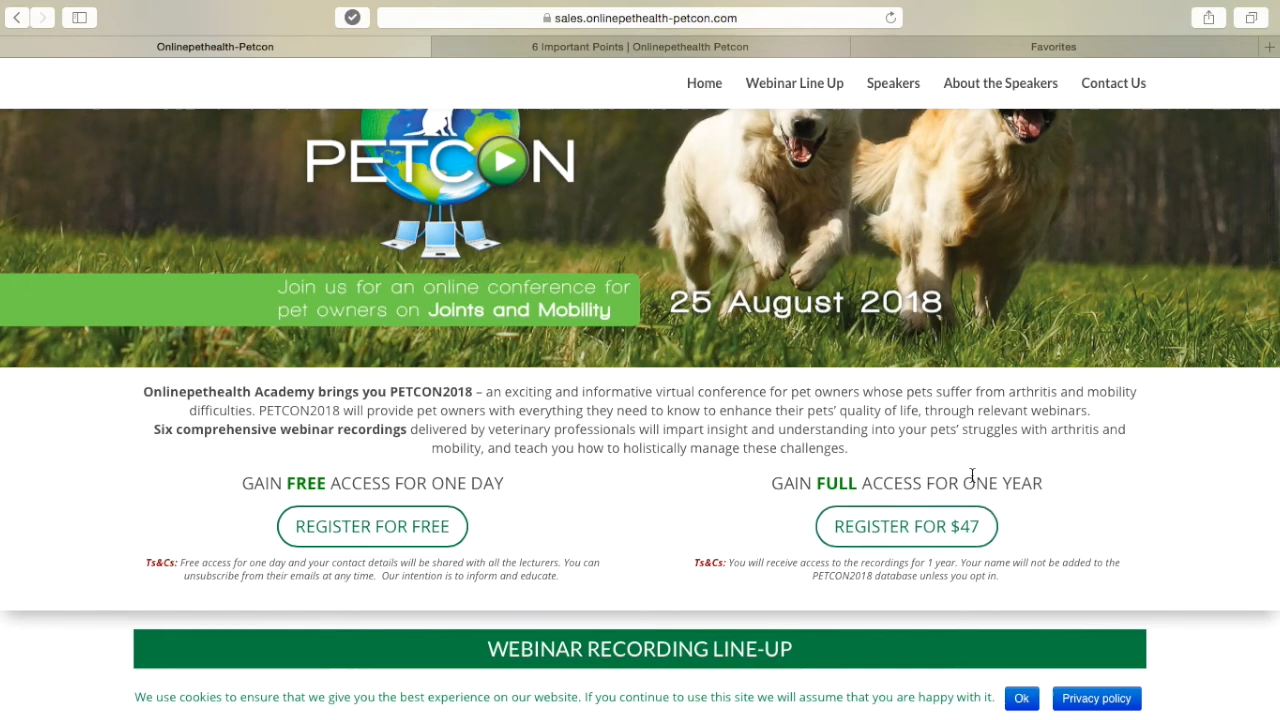 sales.onlinepethealth-petcon.com
Onlinepethealth-Petcon
6 Important Points | Onlinepethealth Petcon
Favorites
Home
Webinar Line Up
Speakers
About the Speakers
Contact Us
PETCON
Join us for an online conference for
pet owners on Joints and Mobility
25 August 2018
Onlinepethealth Academy brings you PETCON2018 – an exciting and informative virtual conference for pet owners whose pets suffer from arthritis and mobility
difficulties. PETCON2018 will provide pet owners with everything they need to know to enhance their pets' quality of life, through relevant webinars.
Six comprehensive webinar recordings delivered by veterinary professionals will impart insight and understanding into your pets' struggles with arthritis and
mobility, and teach you how to holistically manage these challenges.
GAIN FREE ACCESS FOR ONE DAY
REGISTER FOR FREE
Ts&Cs: Free access for one day and your contact details will be shared with all the lecturers. You can
unsubscribe from their emails at any time. Our intention is to inform and educate.
GAIN FULL ACCESS FOR ONE YEAR
REGISTER FOR $47
Ts&Cs: You will receive access to the recordings for 1 year. Your name will not be added to the
PETCON2018 database unless you opt in.
WEBINAR RECORDING LINE-UP
We use cookies to ensure that we give you the best experience on our website. If you continue to use this site we will assume that you are happy with it.
Ok
Privacy policy